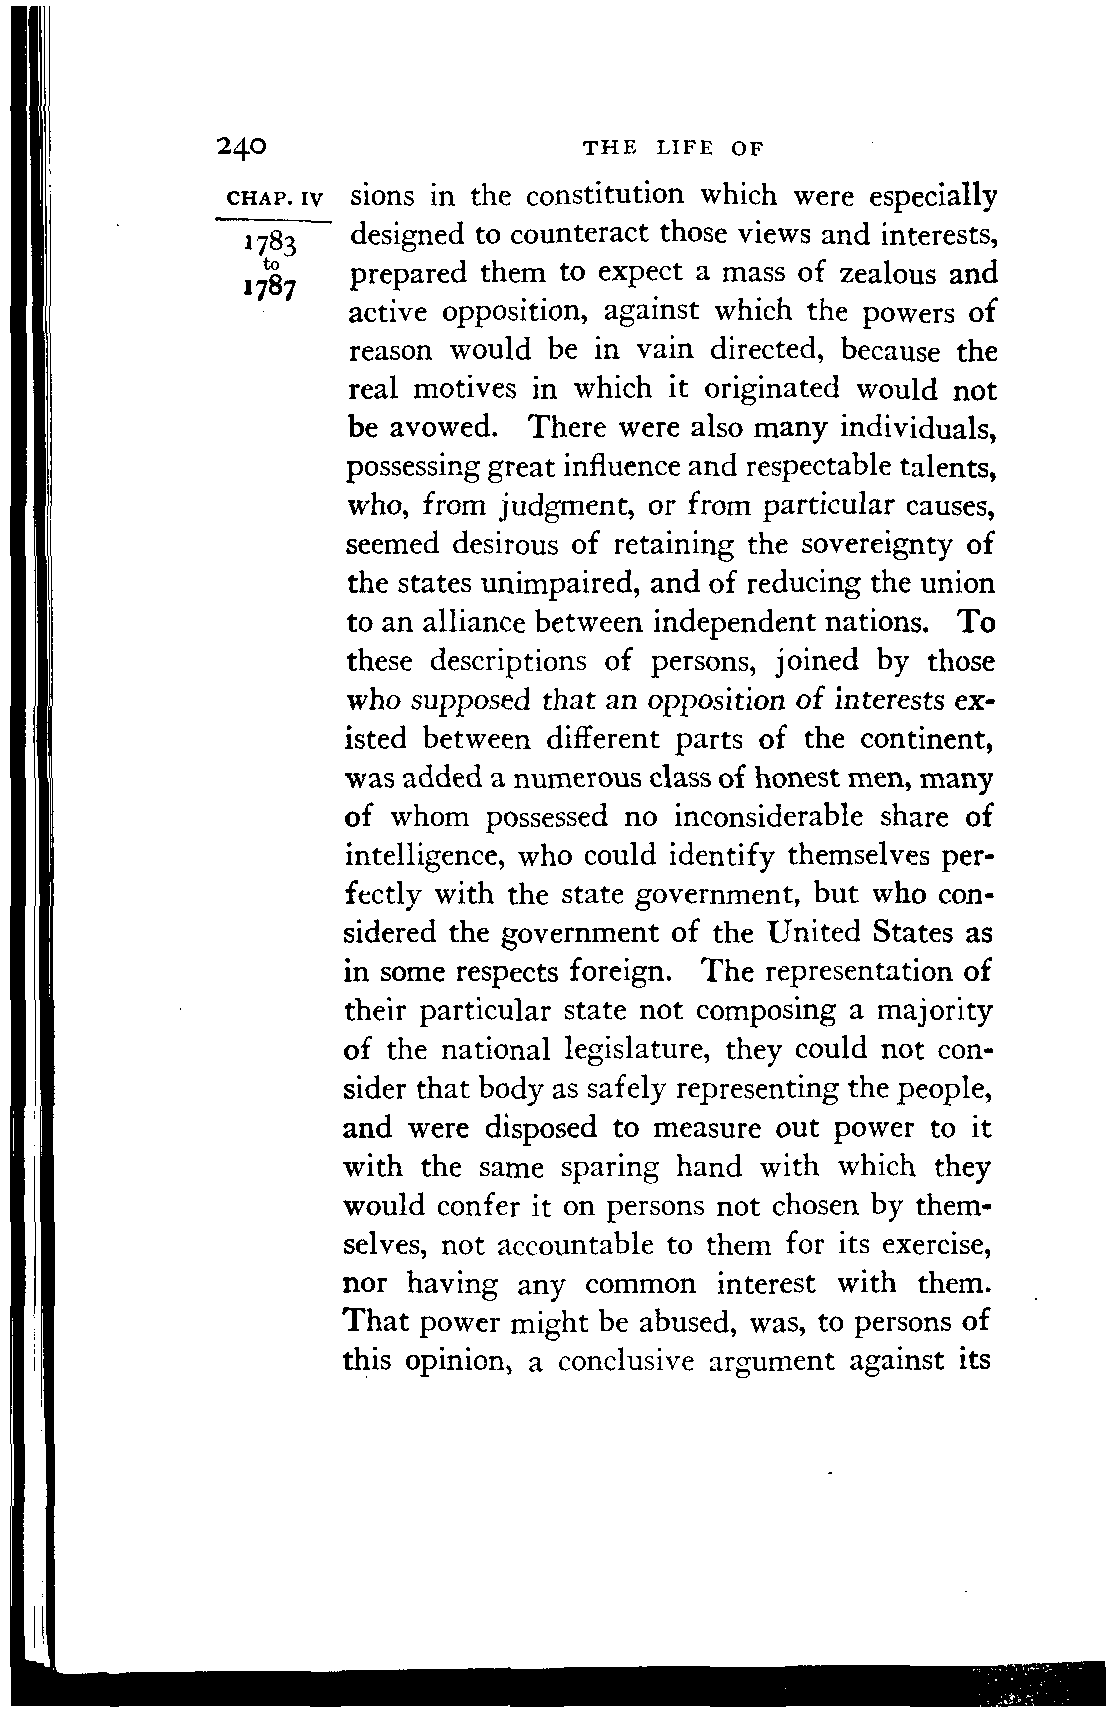 240 THE LIFE OF
CHAP. IV
1783
to
1787
sions in the constitution which were especially
designed to counteract those views and interests,
prepared them to expect a mass of zealous and
active opposition, against which the powers of
reason would be in vain directed, because the
real motives in which it originated would not
be avowed. There were also many individuals,
possessing great influence and respectable talents,
who, from judgment, or from particular causes,
seemed desirous of retaining the sovereignty of
the states unimpaired, and of reducing the union
to an alliance between independent nations. To
these descriptions of persons, joined by those
who supposed that an opposition of interests ex-
isted between different parts of the continent,
was added a numerous class of honest men, many
of whom possessed no inconsiderable share of
intelligence, who could identify themselves per-
fectly with the state government, but who con-
sidered the government of the United States as
in some respects foreign. The representation of
their particular state not composing a majority
of the national legislature, they could not con-
sider that body as safely representing the people,
and were disposed to measure out power to it
with the same sparing hand with which they
would confer it on persons not chosen by them-
selves, not accountable to them for its exercise,
nor having any common interest with them.
That power might be abused, was, to persons of
this opinion, a conclusive argument against its